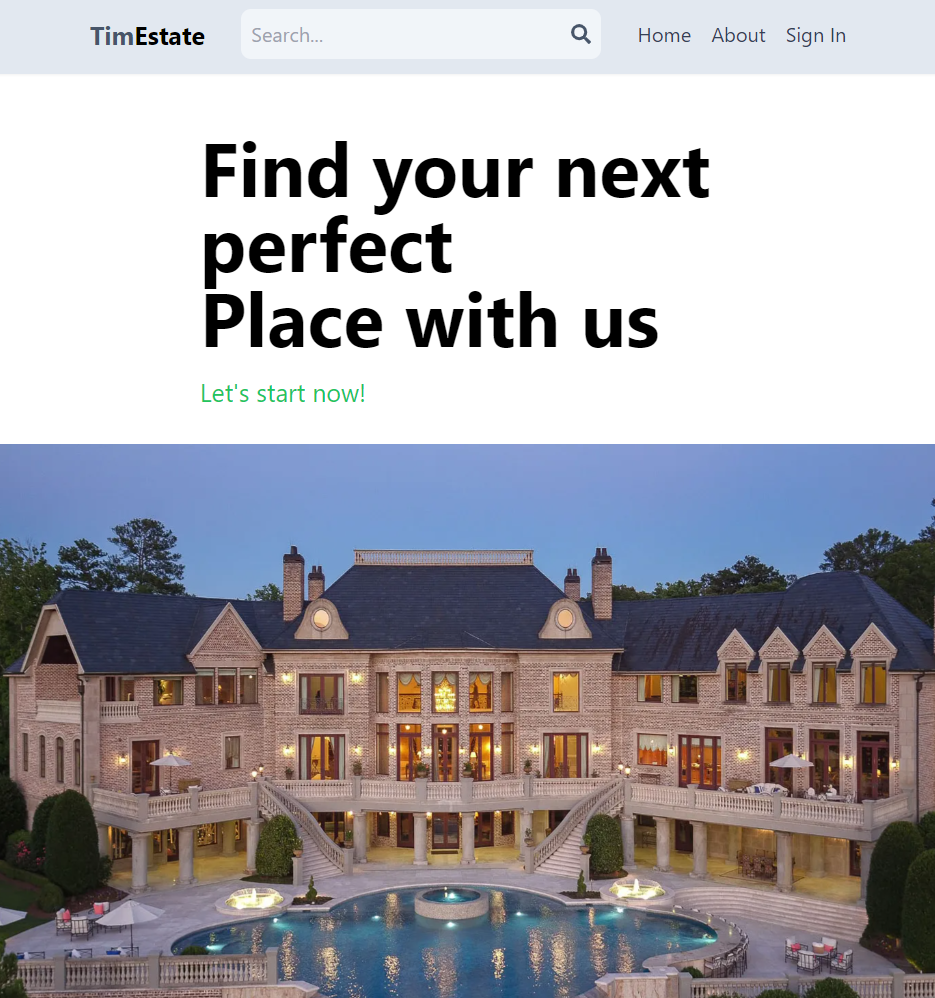 TimEstate
Search...
Home About Sign In
Find your next
perfect
Place with us
Let's start now!